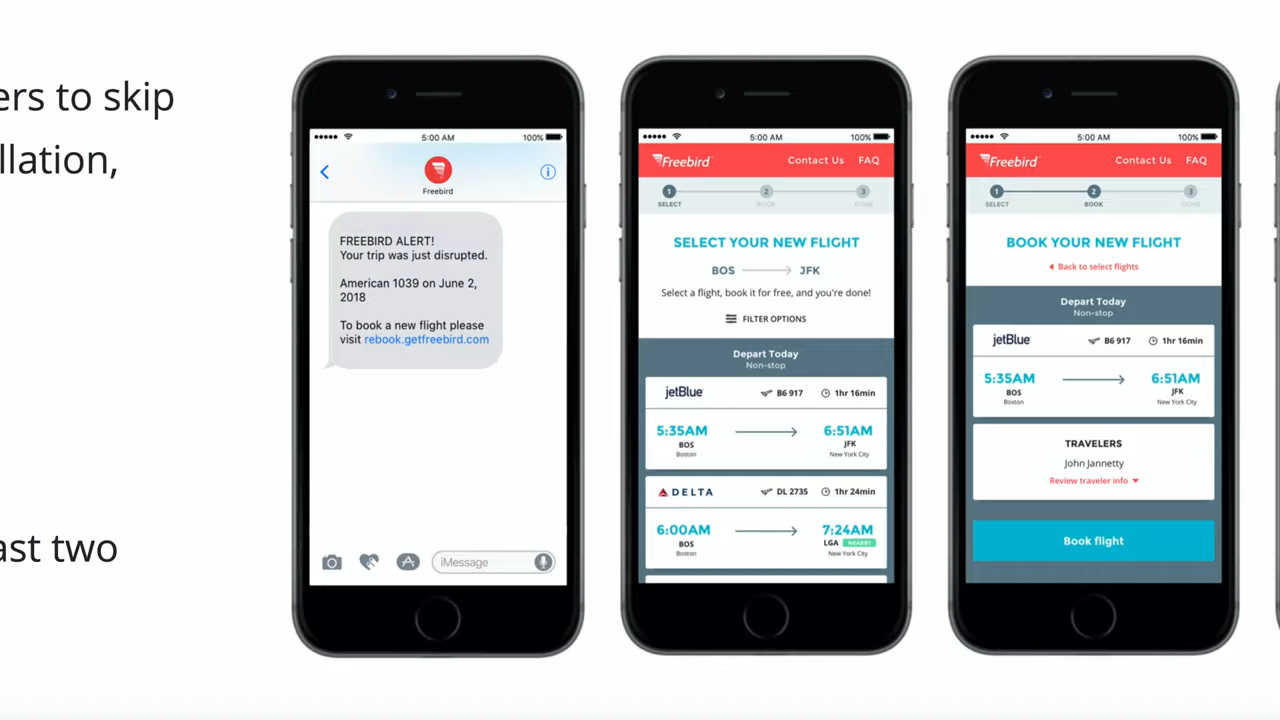 ers to skip
llation,
ast two
5:00 AM
100%
Freebird
FREEBIRD ALERT!
Your trip was just disrupted.
American 1039 on June 2,
2018
To book a new flight please
visit rebook.getfreebird.com
iMessage
5:00 AM
100%
Freebird
Contact Us
FAQ
1
2
3
SELECT
BOOK
DONE
SELECT YOUR NEW FLIGHT
BOS
JFK
Select a flight, book it for free, and you're done!
FILTER OPTIONS
Depart Today
Non-stop
jetBlue
B6 917
1hr 16min
5:35AM
6:51AM
BOS
JFK
Boston
New York City
DELTA
DL 2735
1hr 24min
6:00AM
7:24AM
BOS
LGA NEARBY
Boston
New York City
5:00 AM
100%
Freebird
Contact Us
FAQ
1
2
3
SELECT
BOOK
DONE
BOOK YOUR NEW FLIGHT
Back to select flights
Depart Today
Non-stop
jetBlue
B6 917
1hr 16min
5:35AM
6:51AM
BOS
JFK
Boston
New York City
TRAVELERS
John Jannetty
Review traveler info
Book flight